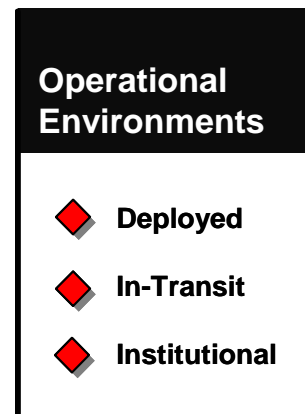 Operational
Environments
Deployed
In-Transit
Institutional